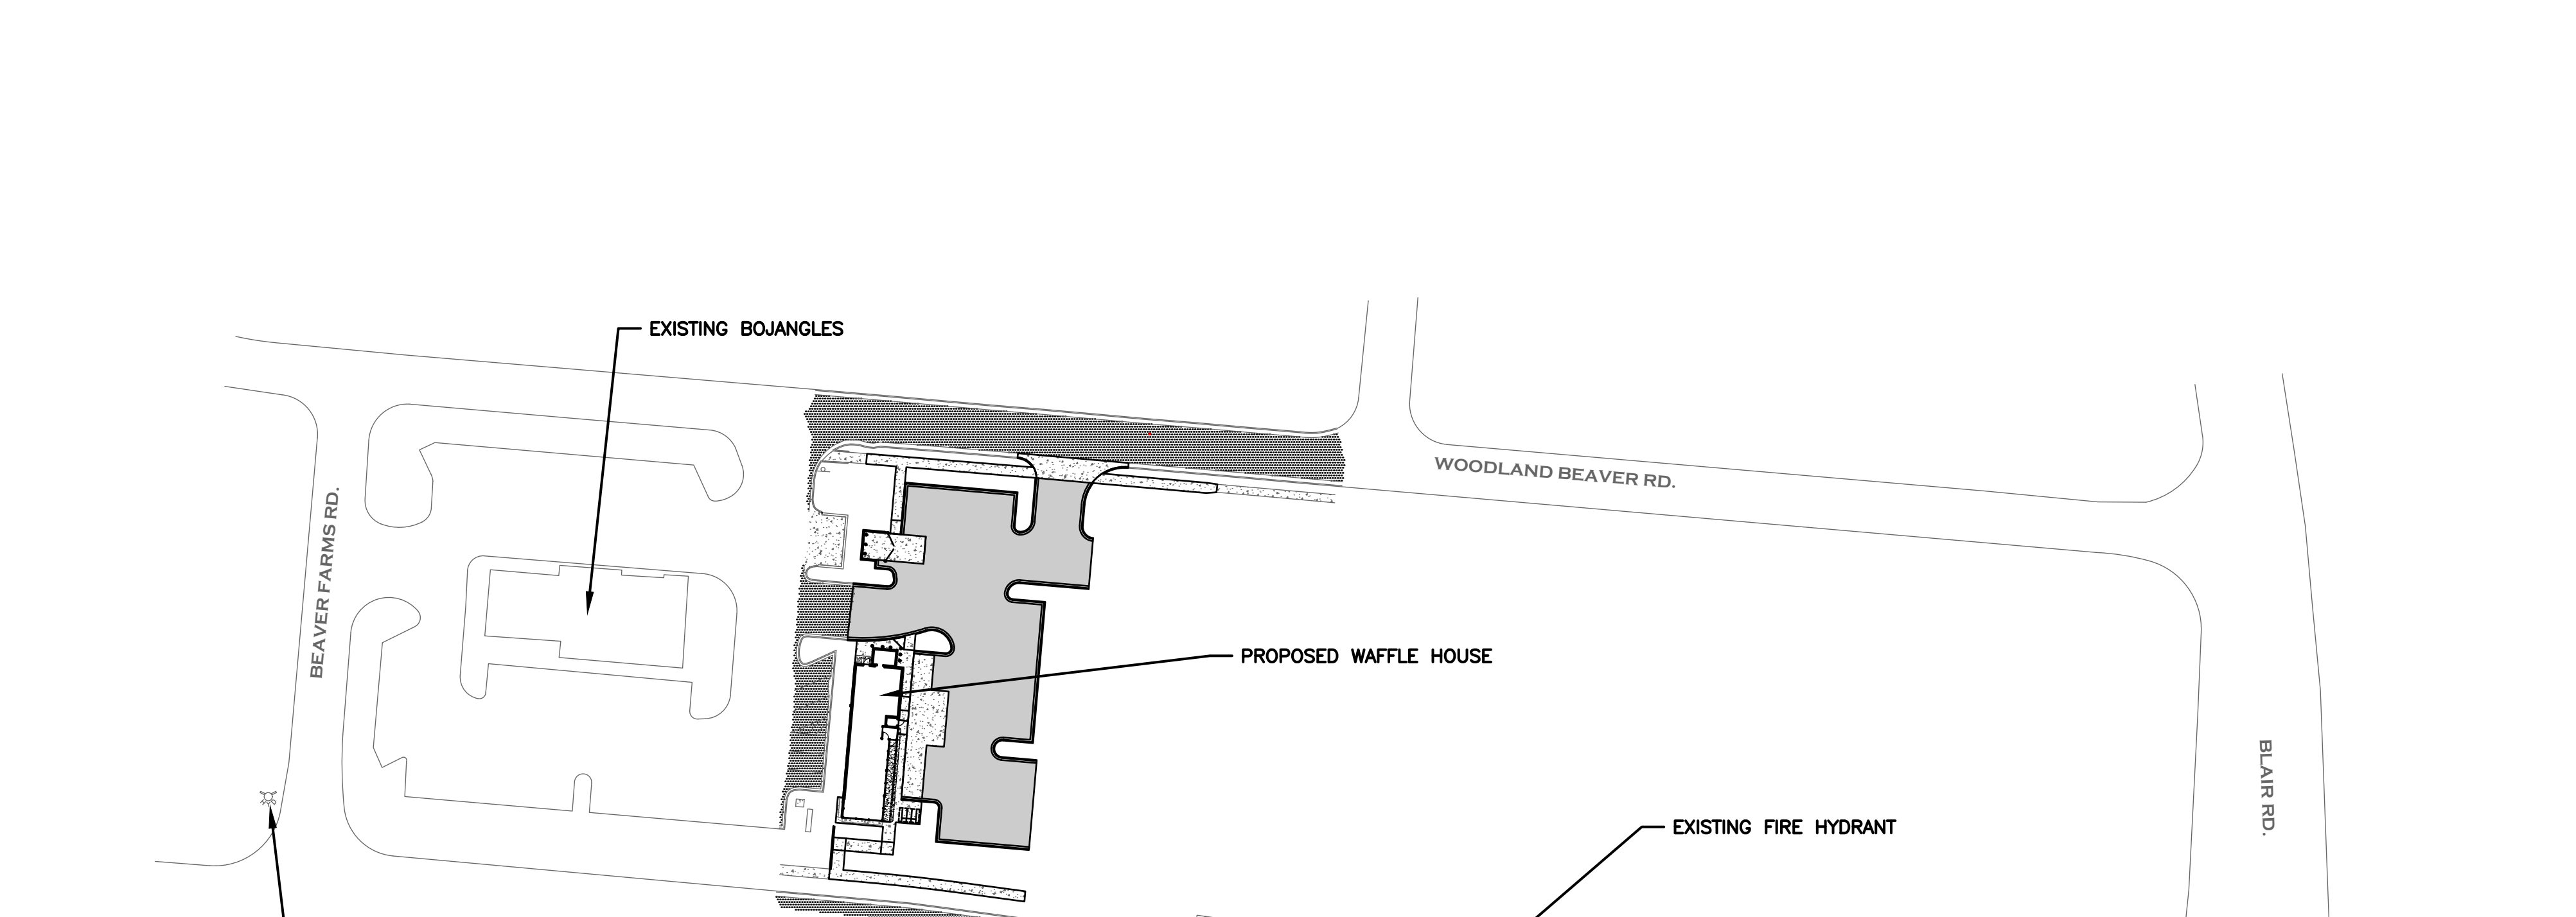 EXISTING BOJANGLES
WOODLAND BEAVER RD.
BEAVER FARMS RD.
PROPOSED WAFFLE HOUSE
BLAIR RD.
EXISTING FIRE HYDRANT